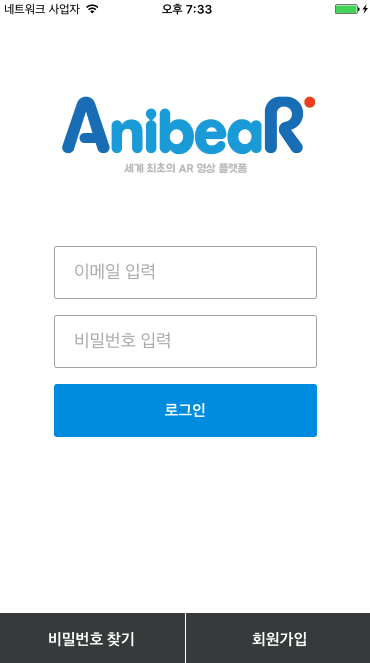 네트워크 사업자
오후 7:33
AnibeaR
세계 최초의 AR 영상 플랫폼
이메일 입력
비밀번호 입력
로그인
비밀번호 찾기
회원가입